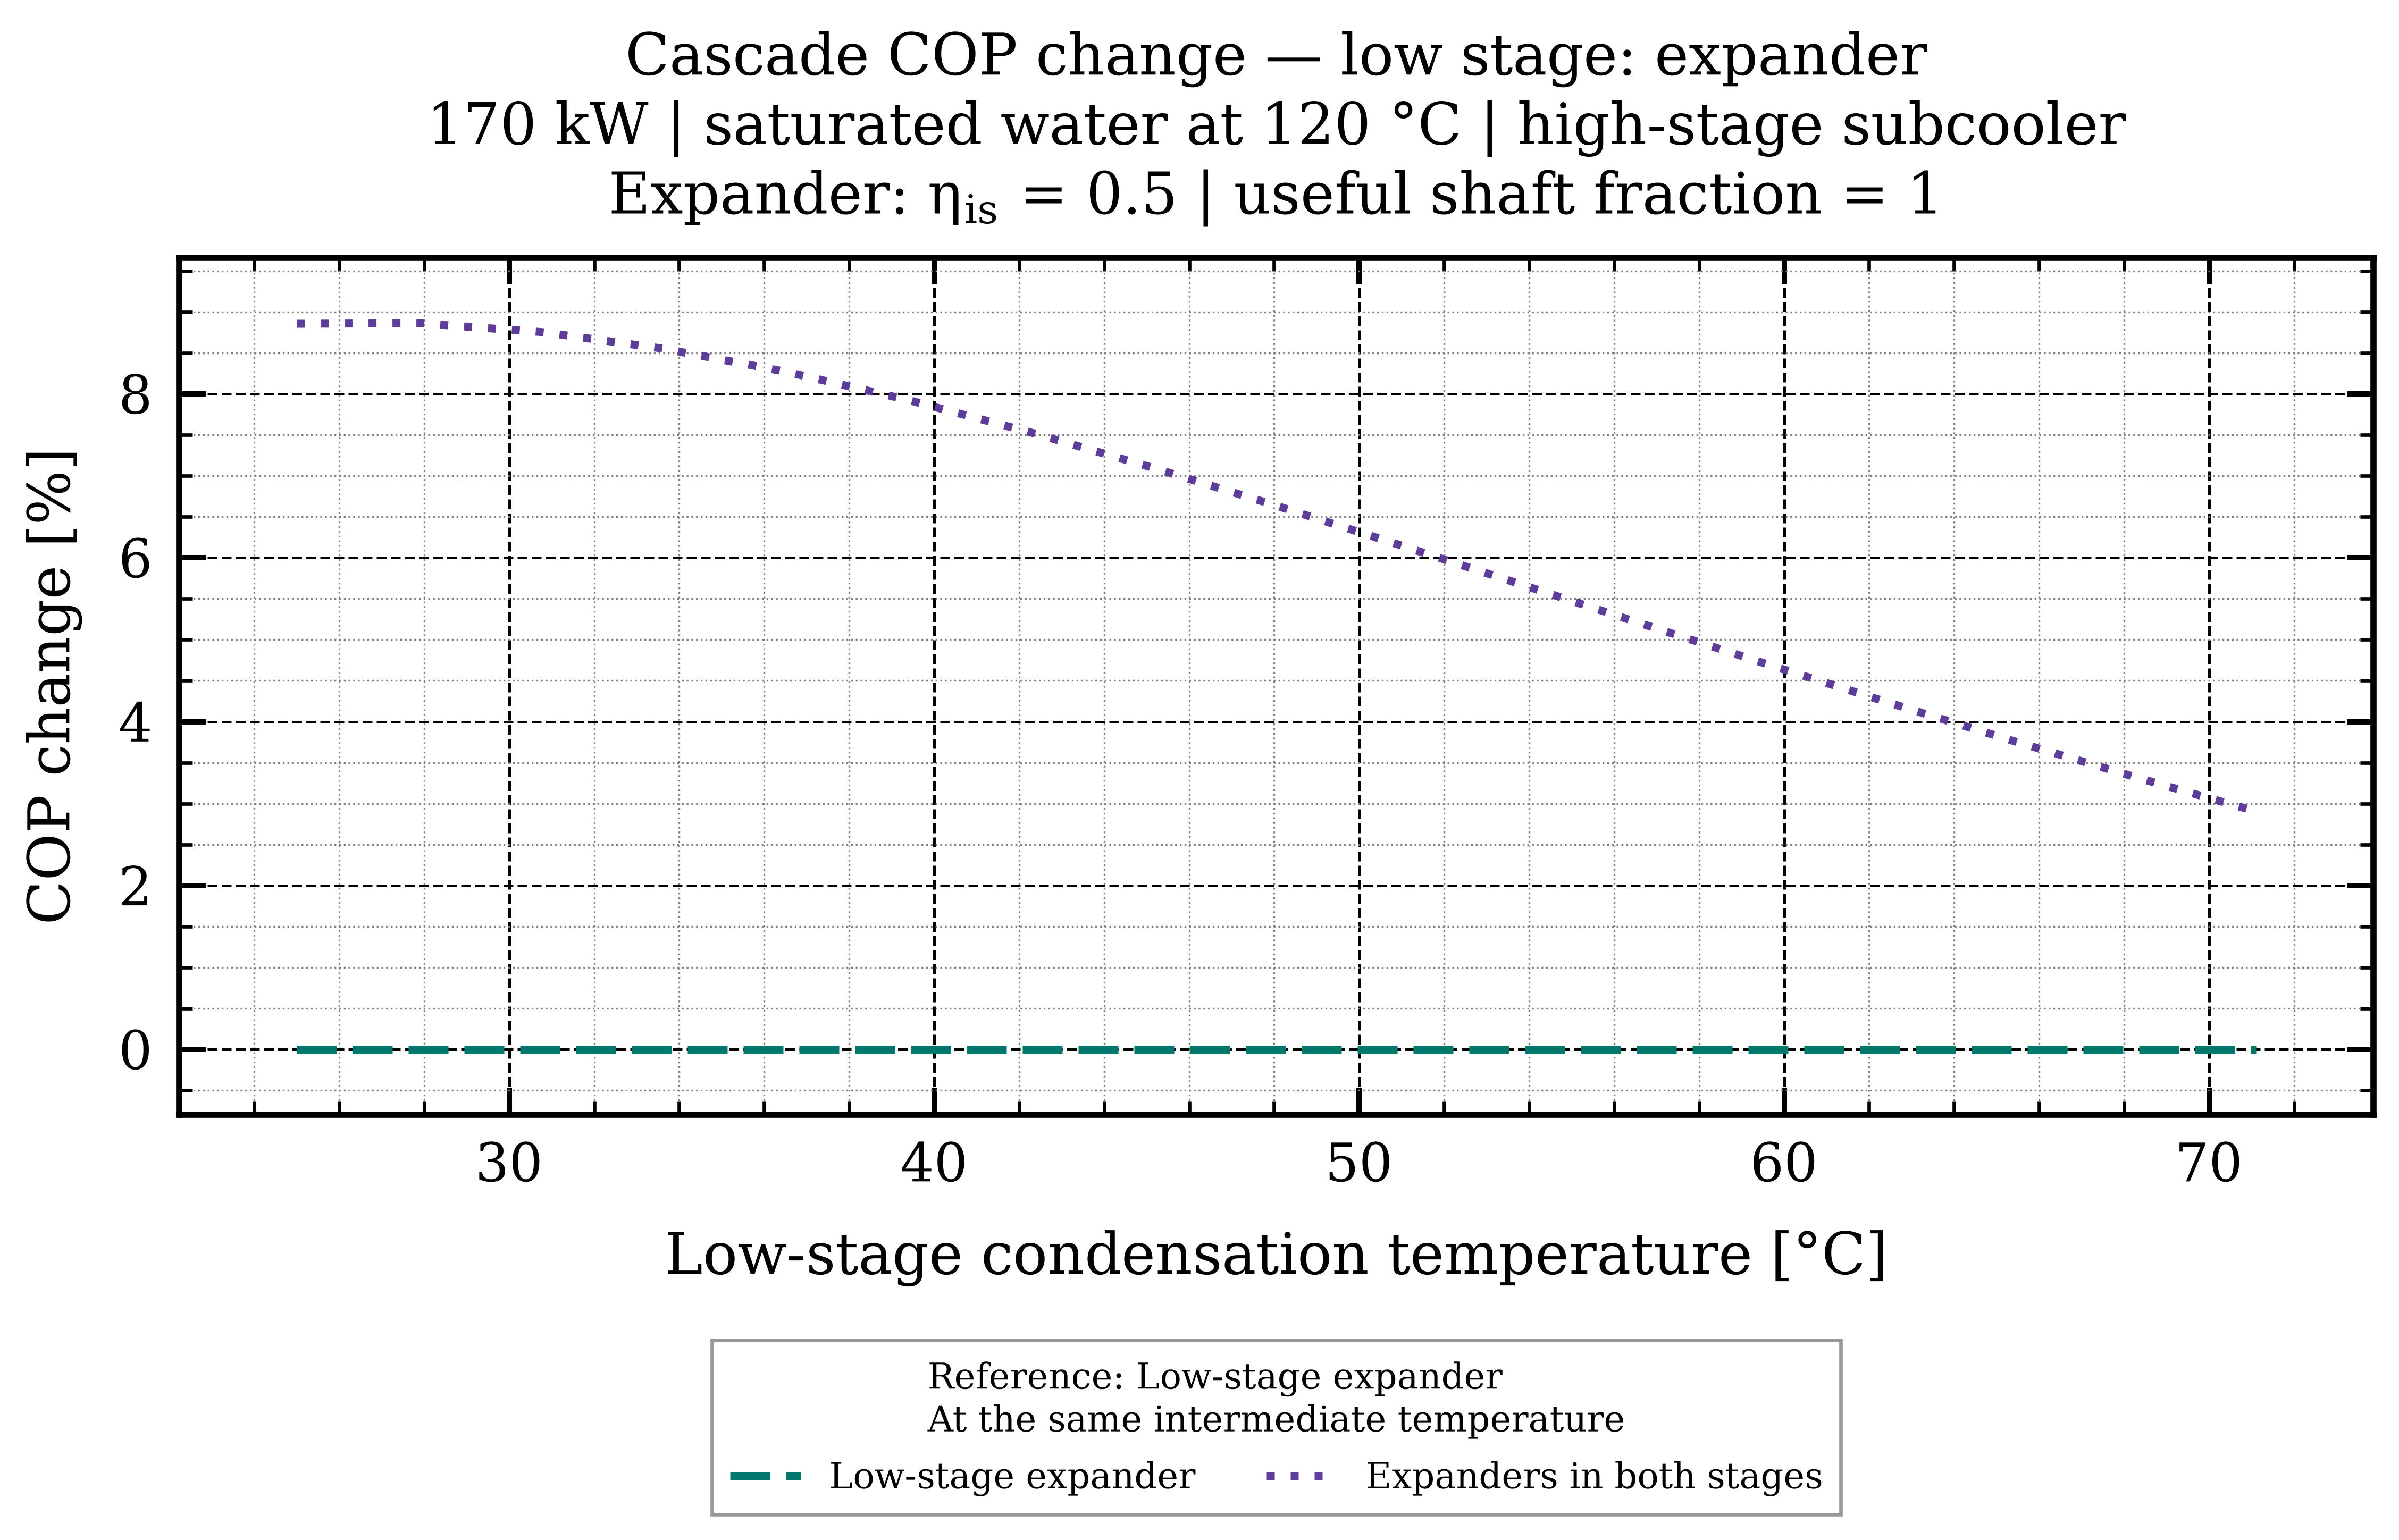 Cascade COP change — low stage: expander
170 kW | saturated water at 120 °C | high-stage subcooler
Expander: ηis = 0.5 | useful shaft fraction = 1
COP change [%]
8
6
4
2
0
30 40 50 60 70
Low-stage condensation temperature [°C]
Reference: Low-stage expander
At the same intermediate temperature
Low-stage expander Expanders in both stages